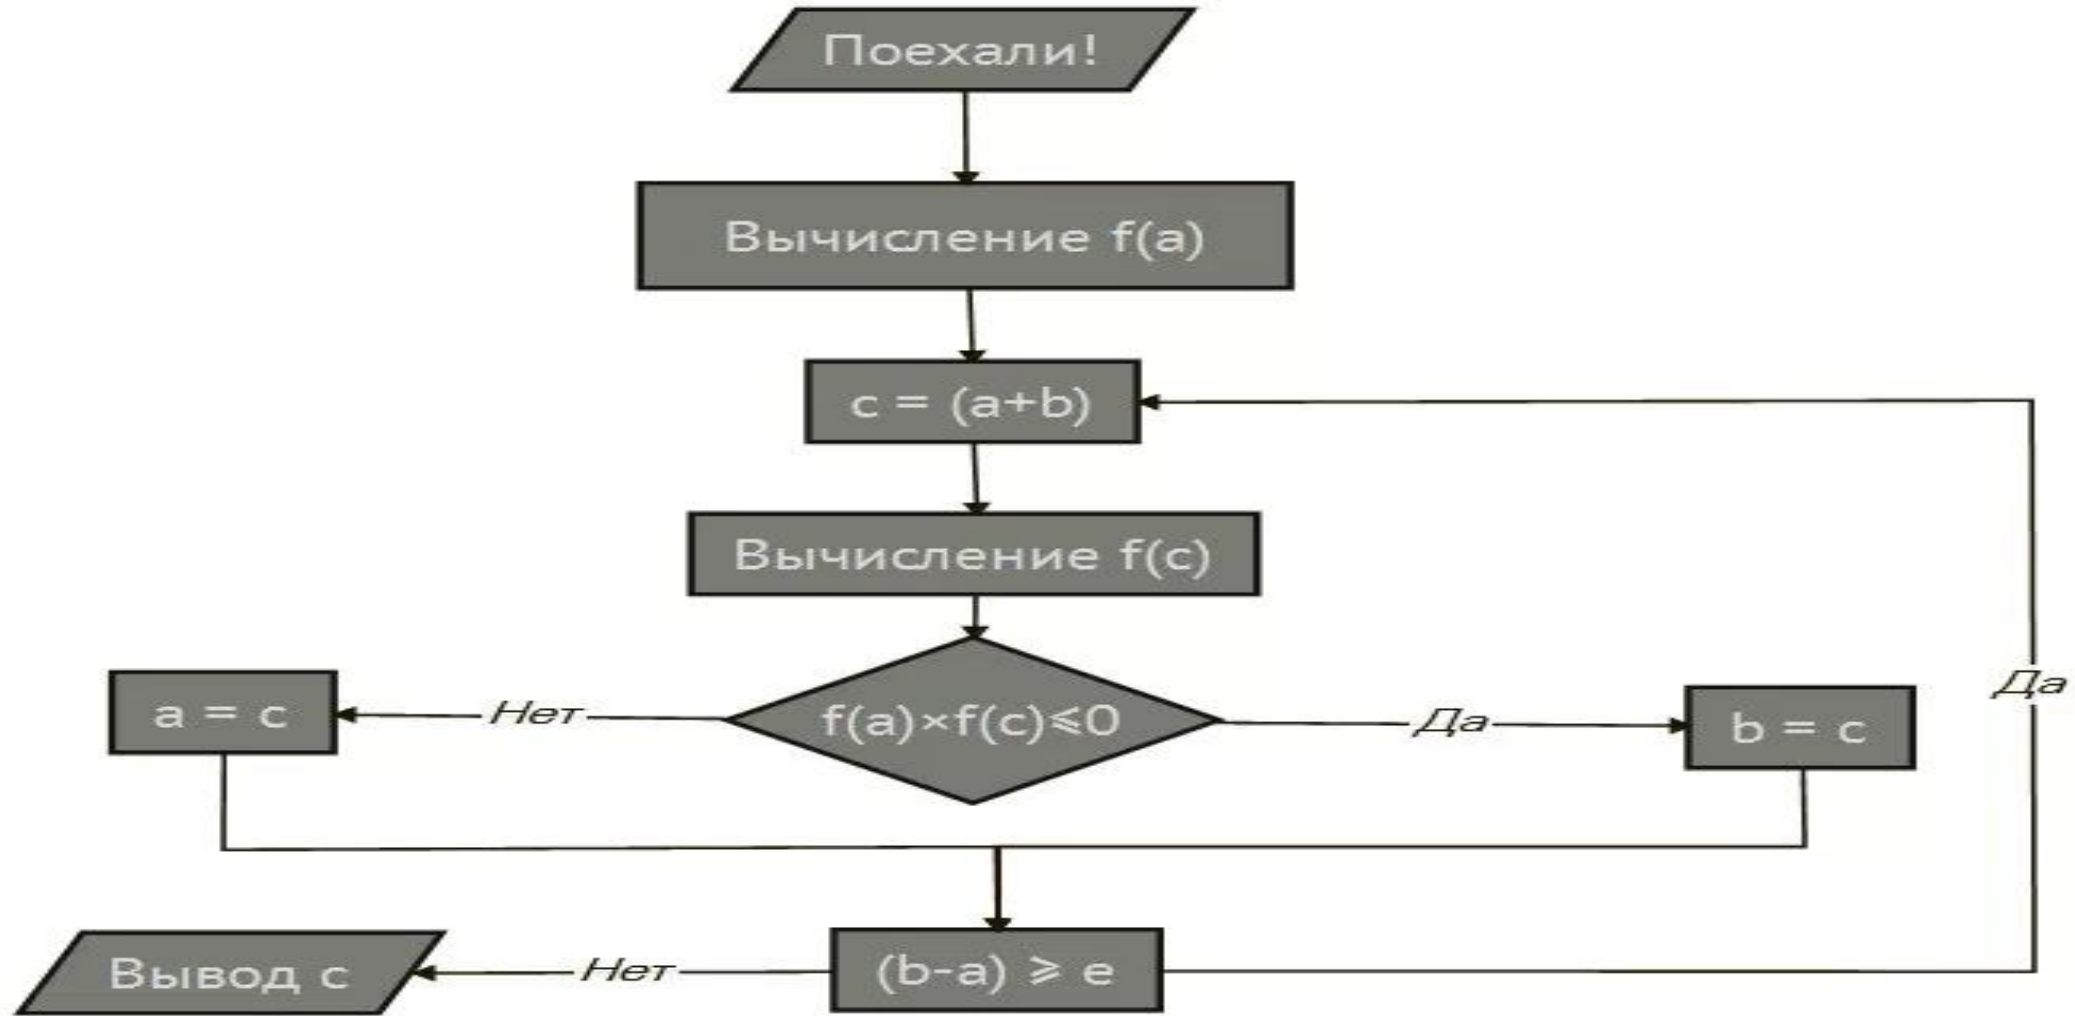 Поехали!
Вычисление f(a)
c = (a+b)
Вычисление f(c)
a = c
Нет
f(a)×f(c)⩽0
Да
b = c
Да
Вывод c
Нет
(b-a) ⩾ e